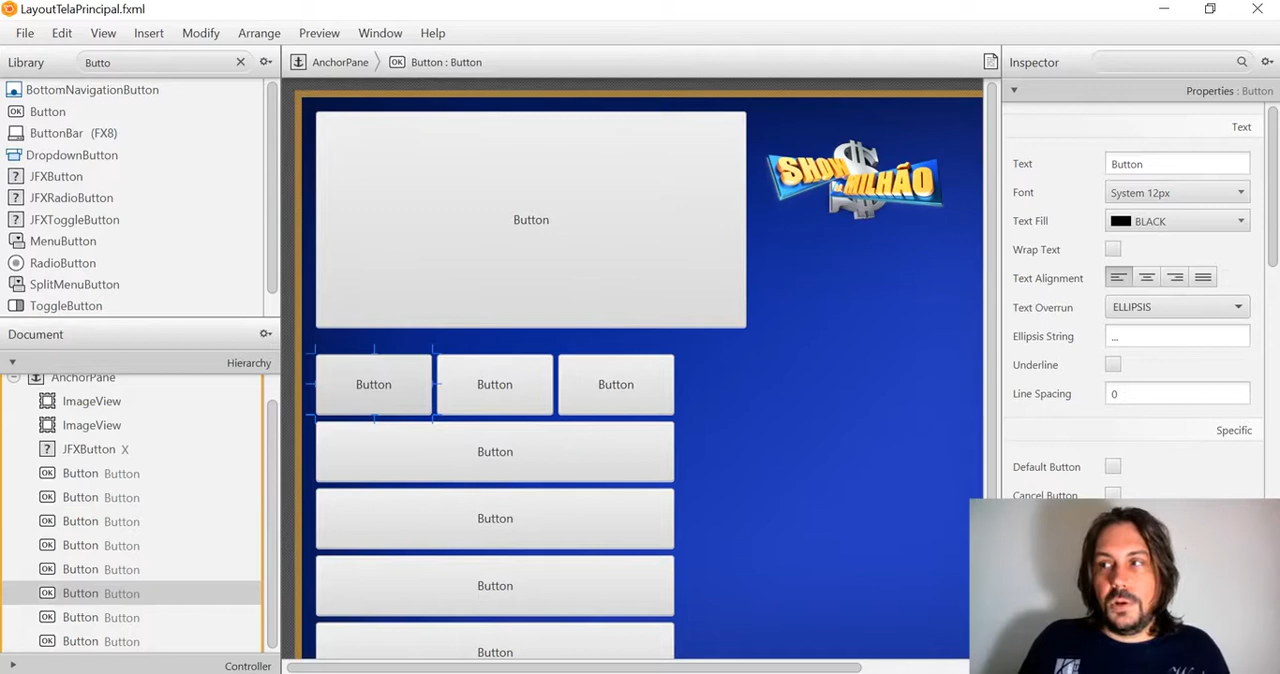 LayoutTelaPrincipal.fxml
File Edit View Insert Modify Arrange Preview Window Help
Library Butto
BottomNavigationButton
Button
ButtonBar (FX8)
DropdownButton
JFXButton
JFXRadioButton
JFXToggleButton
MenuButton
RadioButton
SplitMenuButton
ToggleButton
Document
Hierarchy
AnchorPane
ImageView
ImageView
JFXButton X
Button Button
Button Button
Button Button
Button Button
Button Button
Button Button
Button Button
Button Button
Controller
AnchorPane OK Button : Button
Button
SHOW DO MILHÃO
Button Button Button
Button
Button
Button
Button
Inspector
Properties : Button
Text
Text Button
Font System 12px
Text Fill BLACK
Wrap Text
Text Alignment
Text Overrun ELLIPSIS
Ellipsis String ...
Underline
Line Spacing 0
Specific
Default Button
Cancel Button